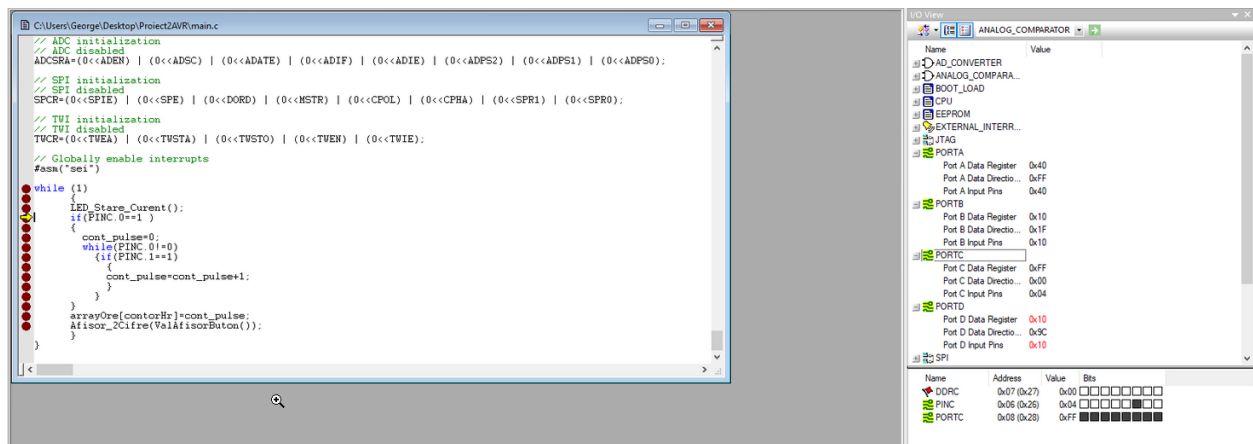 C:\Users\George\Desktop\Proiect2AVR\main.c
// ADC initialization
// ADC disabled
ADCSRA=(0<<ADEN) | (0<<ADSC) | (0<<ADATE) | (0<<ADIF) | (0<<ADIE) | (0<<ADPS2) | (0<<ADPS1) | (0<<ADPS0);
// SPI initialization
// SPI disabled
SPCR=(0<<SPIE) | (0<<SPE) | (0<<DORD) | (0<<MSTR) | (0<<CPOL) | (0<<CPHA) | (0<<SPR1) | (0<<SPR0);
// TWI initialization
// TWI disabled
TWCR=(0<<TWEA) | (0<<TWSTA) | (0<<TWSTO) | (0<<TWEN) | (0<<TWIE);
// Globally enable interrupts
#asm("sei")
while (1)
{
LED_Stare_Curent();
if(PINC.0==1 )
{
cont_pulse=0;
while(PINC.0!=0)
{if(PINC.1==1)
{
cont_pulse=cont_pulse+1;
}
}
}
arrayOre[contorHr]=cont_pulse;
Afisor_2Cifre(ValAfisorButon());
}
}
I/O View
ANALOG_COMPARATOR
Name Value
AD_CONVERTER
ANALOG_COMPARA...
BOOT_LOAD
CPU
EEPROM
EXTERNAL_INTERR...
JTAG
PORTA
Port A Data Register 0x40
Port A Data Directio... 0xFF
Port A Input Pins 0x40
PORTB
Port B Data Register 0x10
Port B Data Directio... 0x1F
Port B Input Pins 0x10
PORTC
Port C Data Register 0xFF
Port C Data Directio... 0x00
Port C Input Pins 0x04
PORTD
Port D Data Register 0x10
Port D Data Directio... 0x9C
Port D Input Pins 0x10
SPI
Name Address Value Bits
DDRC 0x07 (0x27) 0x00
PINC 0x06 (0x26) 0x04
PORTC 0x08 (0x28) 0xFF